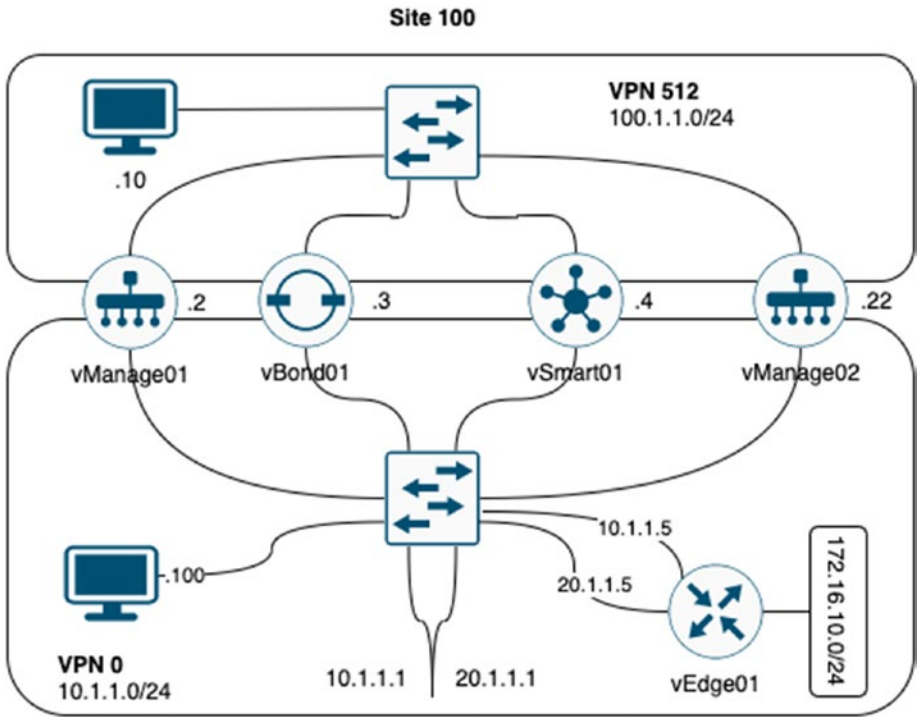 Site 100
VPN 512
100.1.1.0/24
.10
.2
.3
.4
.22
vManage01
vBond01
vSmart01
vManage02
10.1.1.5
.100
20.1.1.5
172.16.10.0/24
VPN 0
10.1.1.0/24
10.1.1.1
20.1.1.1
vEdge01